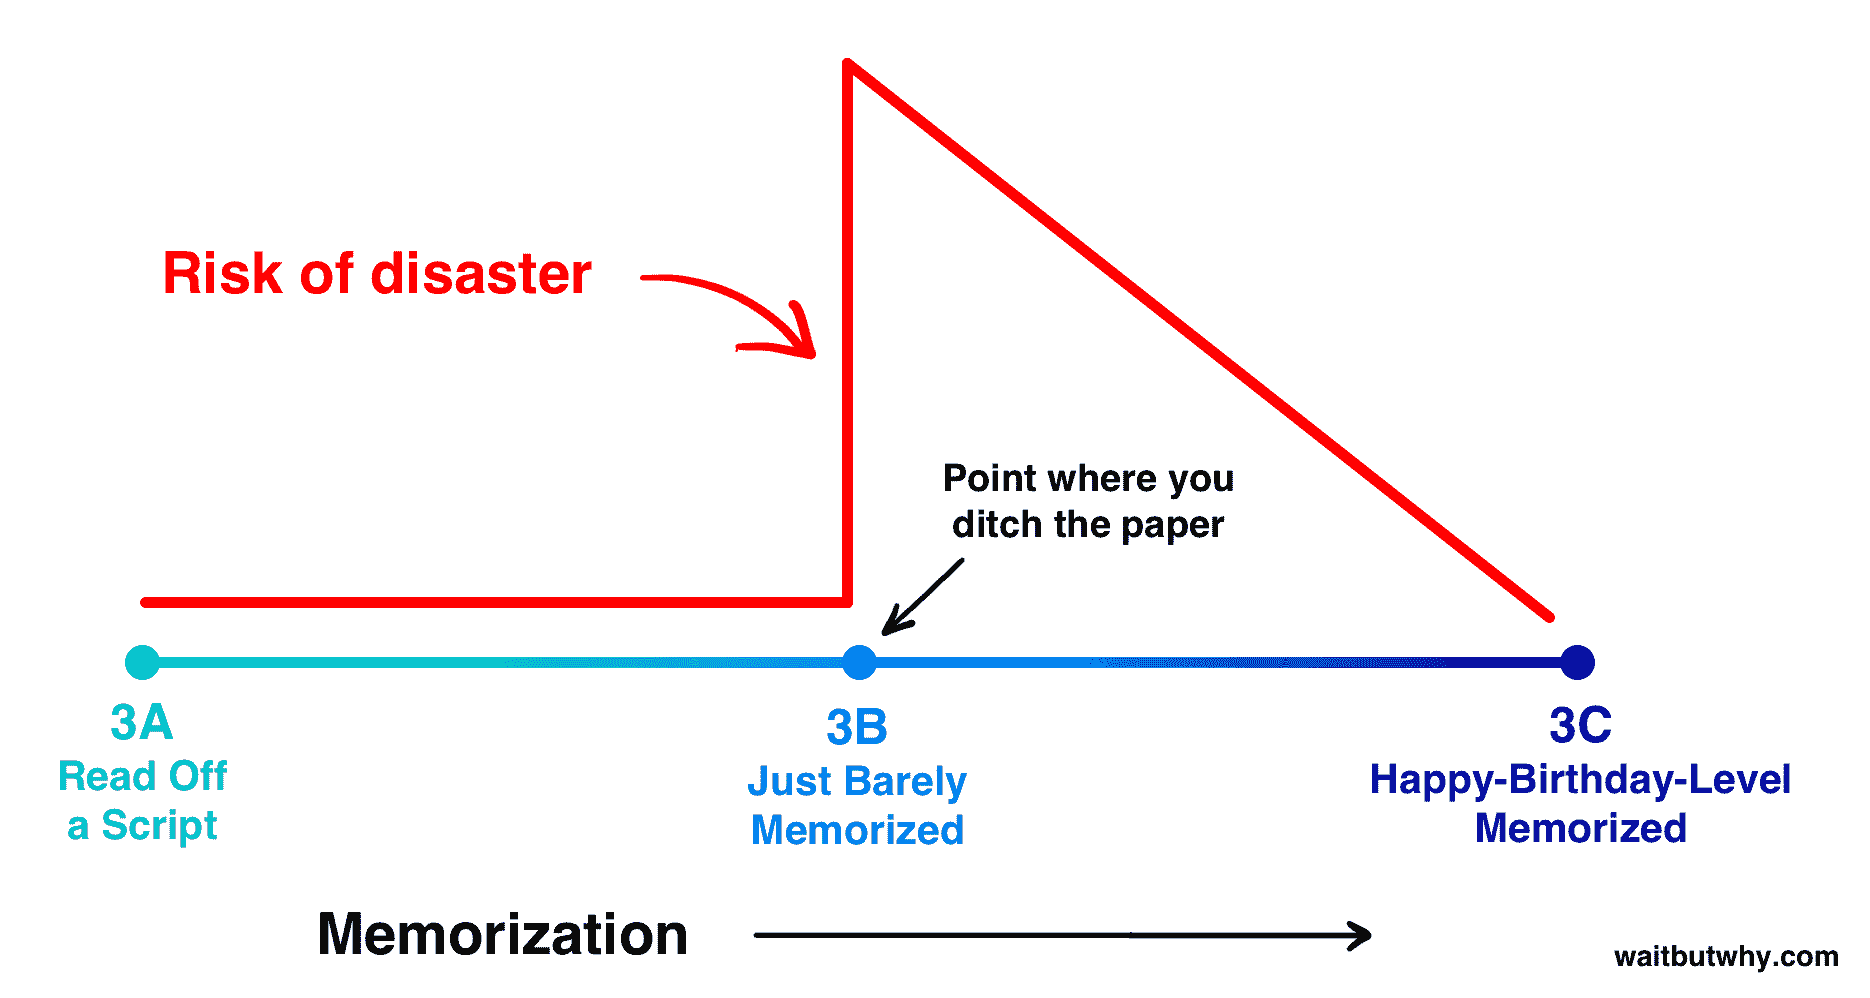 Risk of disaster
Point where you
ditch the paper
3A
Read Off
a Script
3B
Just Barely
Memorized
3C
Happy-Birthday-Level
Memorized
Memorization
waitbutwhy.com